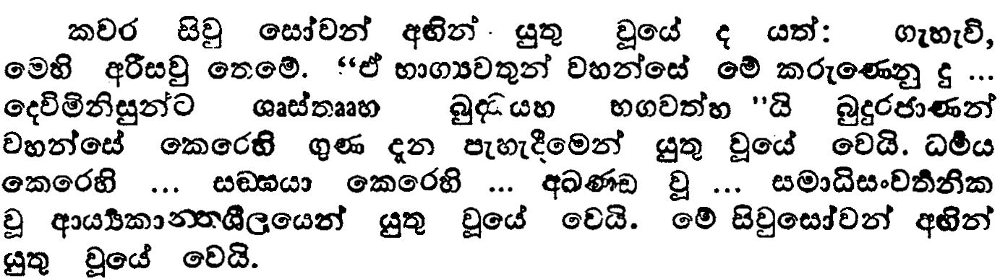 කවර සිවු සෝවන් අඟින් යුතු වූයේ ද යත්: ගැහැවි,
මෙහි අරීසවු තෙමේ. “ඒ භාග්‍යවතුන් වහන්සේ මේ කරුණෙනු දු ...
දෙව්මිනිසුන්ට ශෘස්තෲහ බුද්ධයහ භගවත්හ”යි බුදුරජාණන්
වහන්සේ කෙරෙහි ගුණ දැන පැහැදීමෙන් යුතු වූයේ වෙයි. ධර්‍මය
කෙරෙහි ... සඞ්ඝයා කෙරෙහි ... අඛණ්ඩ වූ ... සමාධිසංවර්‍තනික
වූ ආර්‍ය්‍යකාන්තශීලයෙන් යුතු වූයේ වෙයි. මේ සිවුසෝවන් අඟින්
යුතු වූයේ වෙයි.